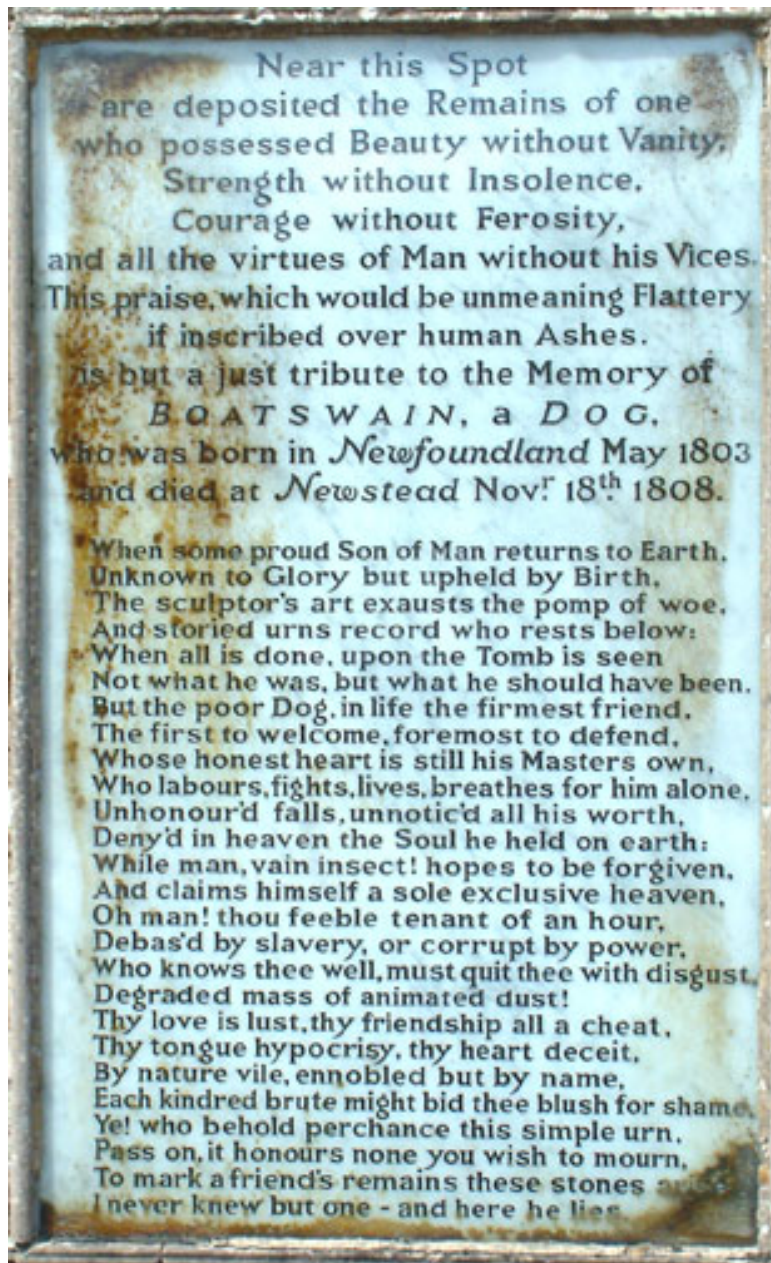 Near this Spot
are deposited the Remains of one
who possessed Beauty without Vanity,
Strength without Insolence,
Courage without Ferosity,
and all the virtues of Man without his Vices.
This praise, which would be unmeaning Flattery
if inscribed over human Ashes.
is but a just tribute to the Memory of
BOATSWAIN, a DOG,
who was born in Newfoundland May 1803
and died at Newstead Novr. 18th. 1808.
When some proud Son of Man returns to Earth,
Unknown to Glory but upheld by Birth,
The sculptor's art exausts the pomp of woe,
And storied urns record who rests below:
When all is done, upon the Tomb is seen
Not what he was, but what he should have been.
But the poor Dog, in life the firmest friend,
The first to welcome, foremost to defend,
Whose honest heart is still his Masters own,
Who labours, fights, lives, breathes for him alone,
Unhonour'd falls, unnotic'd all his worth,
Deny'd in heaven the Soul he held on earth:
While man, vain insect! hopes to be forgiven,
And claims himself a sole exclusive heaven,
Oh man! thou feeble tenant of an hour,
Debas'd by slavery, or corrupt by power,
Who knows thee well, must quit thee with disgust,
Degraded mass of animated dust!
Thy love is lust, thy friendship all a cheat,
Thy tongue hypocrisy, thy heart deceit,
By nature vile, ennobled but by name,
Each kindred brute might bid thee blush for shame.
Ye! who behold perchance this simple urn,
Pass on, it honours none you wish to mourn,
To mark a friend's remains these stones arise
I never knew but one - and here he lies.